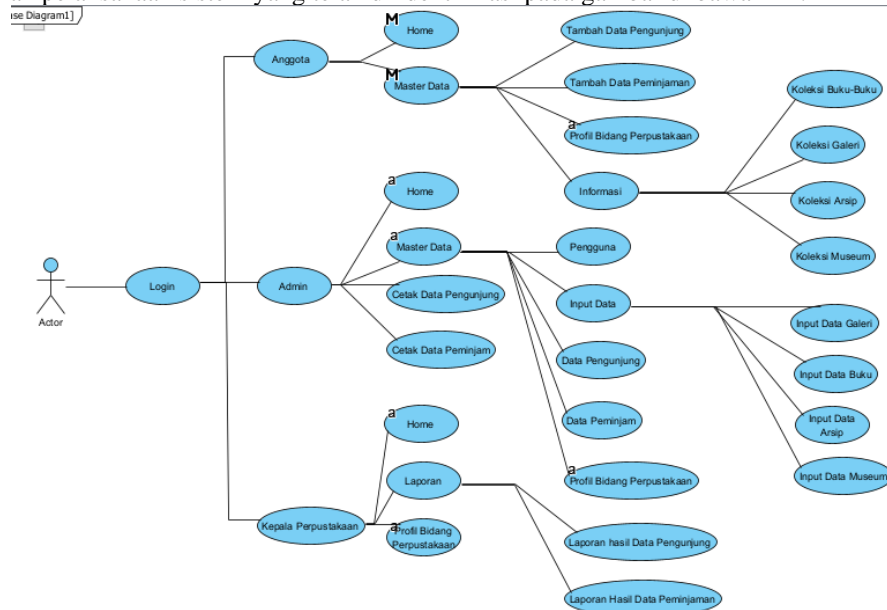 se Diagram1]
M
Home
Anggota
M
Master Data
Tambah Data Pengunjung
Tambah Data Peminjaman
a
Profil Bidang Perpustakaan
Informasi
Koleksi Buku-Buku
Koleksi Galeri
Koleksi Arsip
Koleksi Museum
Actor
Login
Admin
a
Home
a
Master Data
Cetak Data Pengunjung
Cetak Data Peminjam
Pengguna
Input Data
Data Pengunjung
Data Peminjam
a
Profil Bidang Perpustakaan
Input Data Galeri
Input Data Buku
Input Data
Arsip
Input Data Museum
Kepala Perpustakaan
a
Home
Laporan
a
Profil Bidang
Perpustakaan
Laporan hasil Data Pengunjung
Laporan Hasil Data Peminjaman